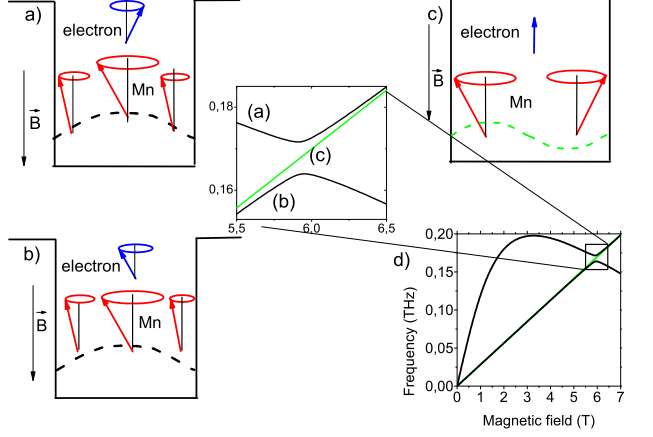 a)
electron
Mn
B
b)
electron
Mn
B
0,18
0,16
5,5
6,0
6,5
(a)
(c)
(b)
c)
electron
B
Mn
d)
Frequency (THz)
0,20
0,15
0,10
0,05
0,00
0 1 2 3 4 5 6 7
Magnetic field (T)